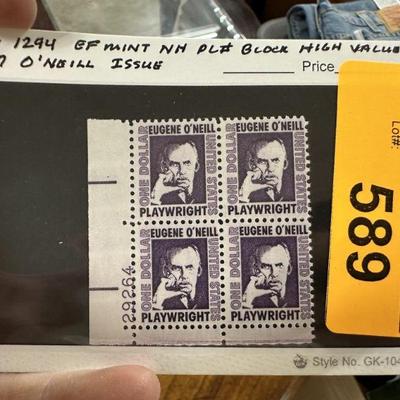 1294 EF MINT NH PL# BLOCK HIGH VALUE
O'NEILL ISSUE Price
Lot#:
589
EUGENE O'NEILL
ONE DOLLAR
UNITED STATES
PLAYWRIGHT
EUGENE O'NEILL
ONE DOLLAR
UNITED STATES
PLAYWRIGHT
EUGENE O'NEILL
ONE DOLLAR
UNITED STATES
PLAYWRIGHT
EUGENE O'NEILL
ONE DOLLAR
UNITED STATES
PLAYWRIGHT
29264
Style No. GK-104